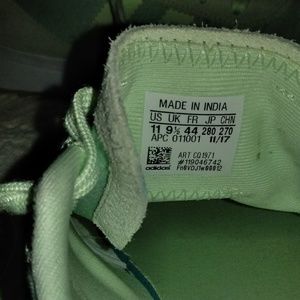 MADE IN INDIA
US UK FR JP CHN
11 9½ 44 280 270
APC 011001 11/17
ART CQ1971
#119046742
adidas